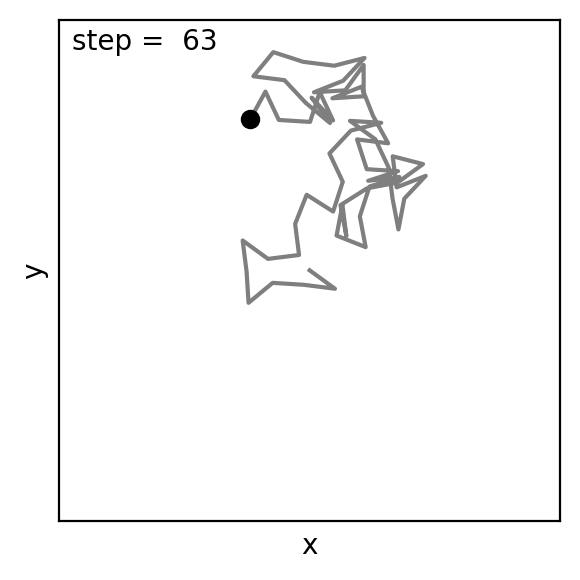 step = 63
y
x